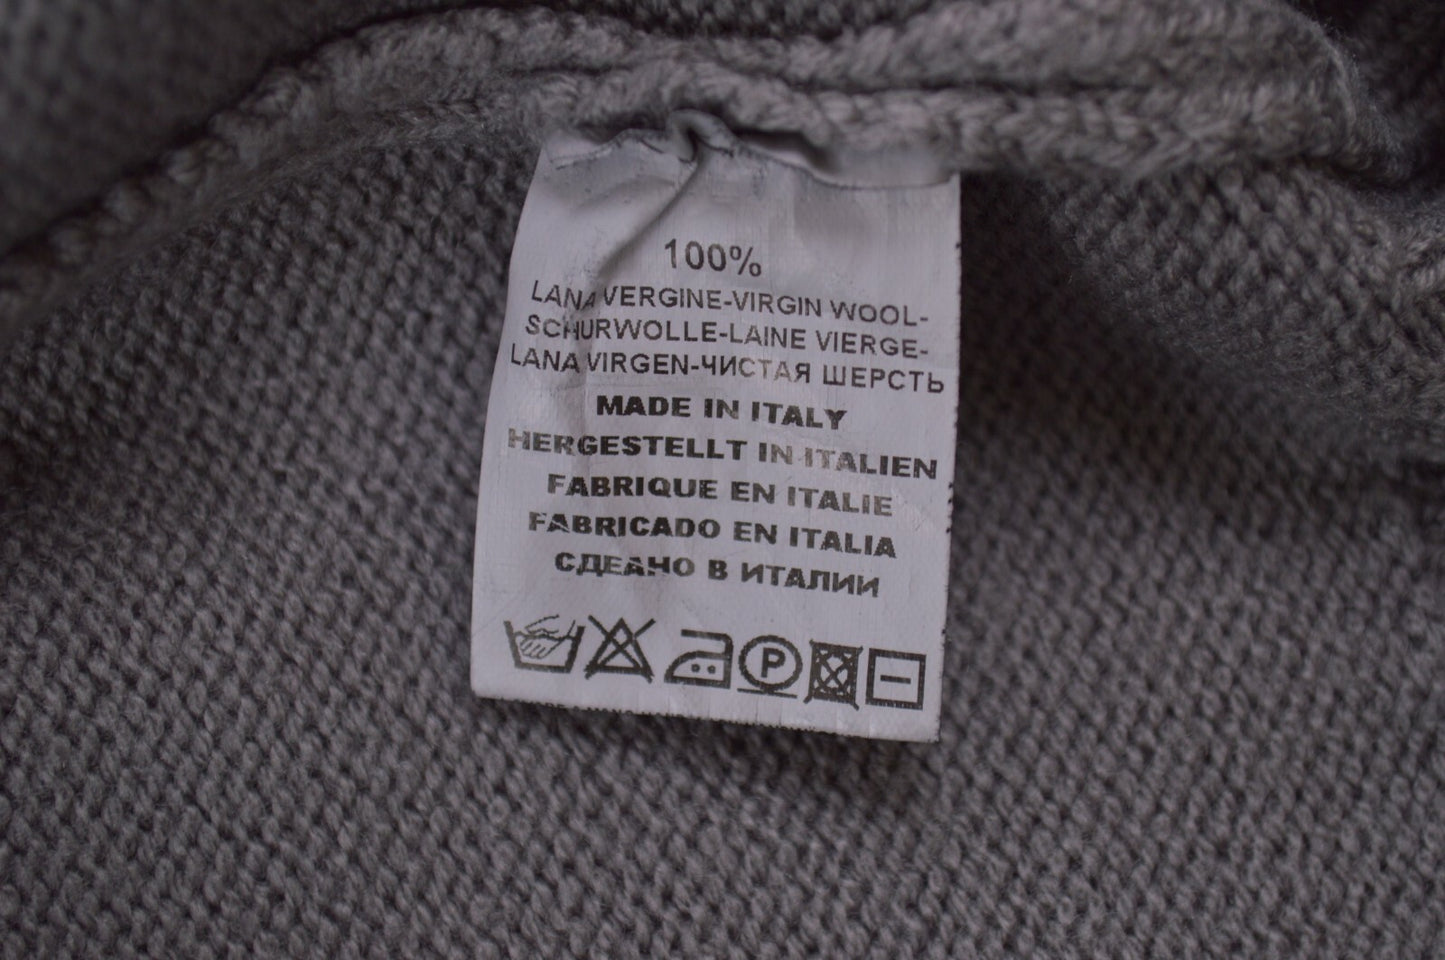 100%
LANA VERGINE-VIRGIN WOOL-
SCHURWOLLE-LAINE VIERGE-
LANA VIRGEN-ЧИСТАЯ ШЕРСТЬ
MADE IN ITALY
HERGESTELLT IN ITALIEN
FABRIQUE EN ITALIE
FABRICADO EN ITALIA
СДЕАНО В ИТАЛИИ
P